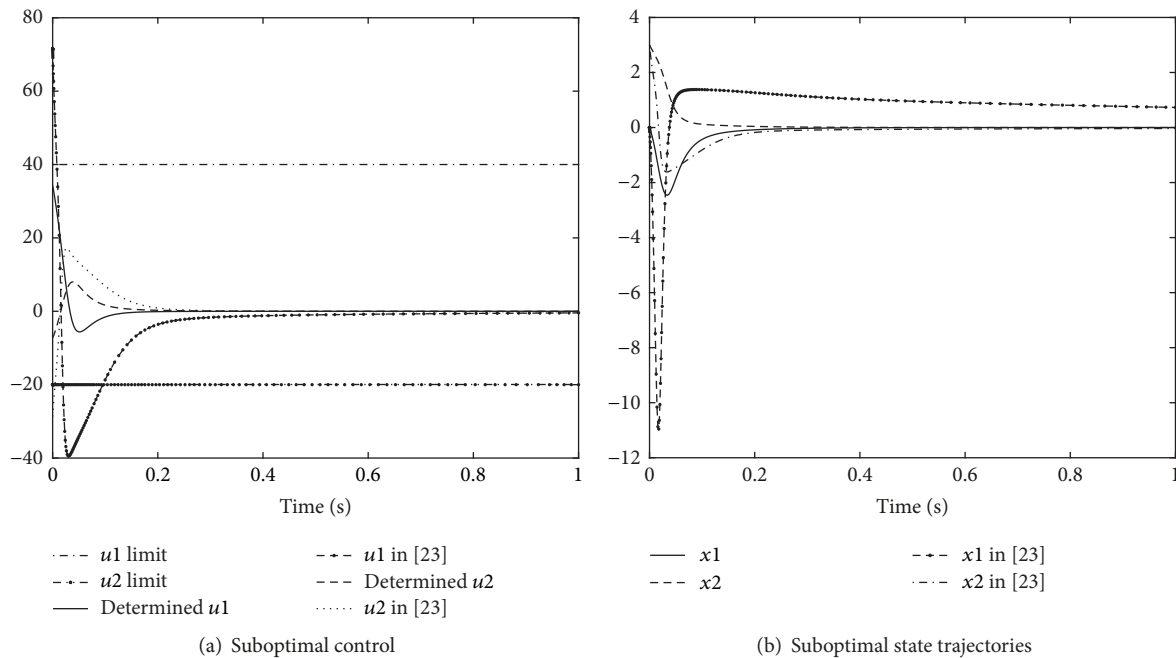 80
60
40
20
0
−20
−40
0
0.2
0.4
0.6
0.8
1
Time (s)
u1 limit
u2 limit
Determined u1
u1 in [23]
Determined u2
u2 in [23]
(a) Suboptimal control
4
2
0
−2
−4
−6
−8
−10
−12
0
0.2
0.4
0.6
0.8
1
Time (s)
x1
x2
x1 in [23]
x2 in [23]
(b) Suboptimal state trajectories